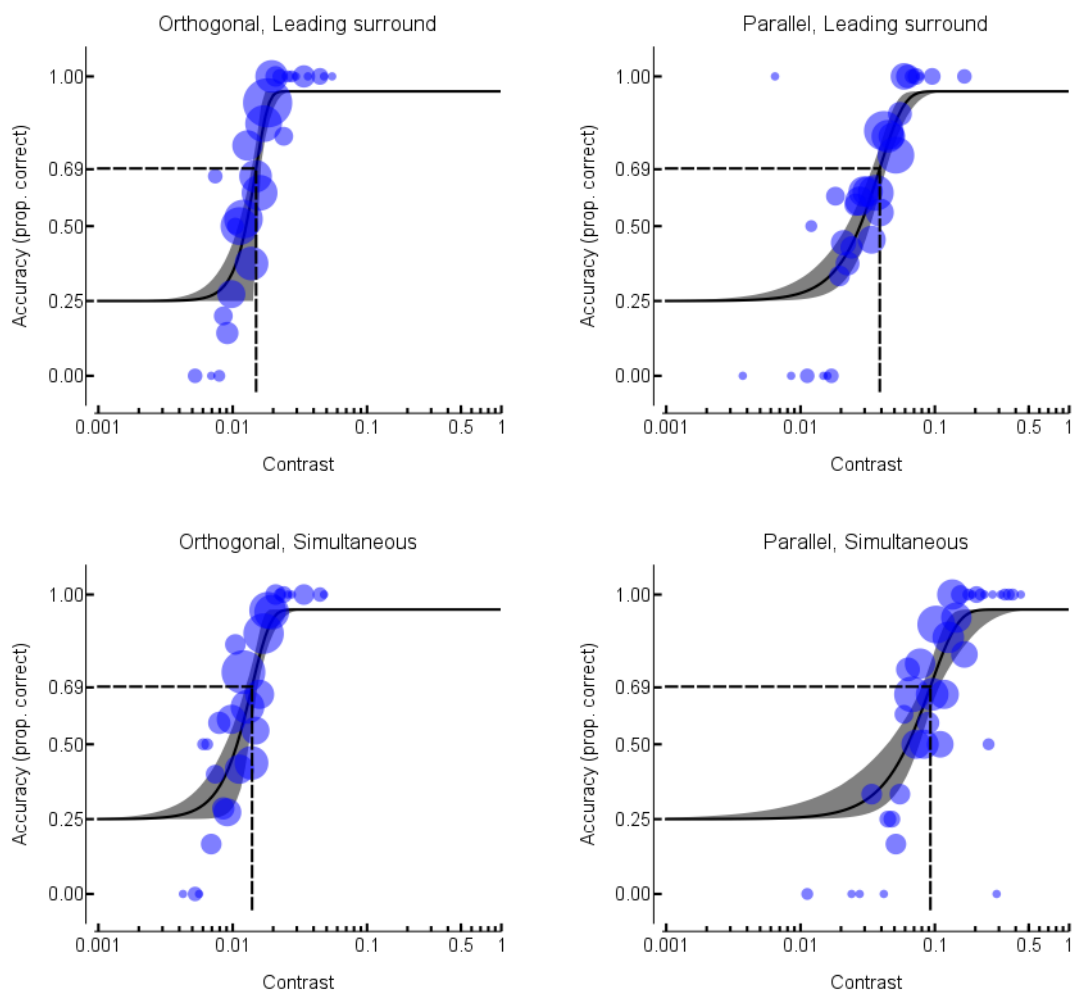 Orthogonal, Leading surround
1.00
0.69
0.50
0.25
0.00
Accuracy (prop. correct)
0.001 0.01 0.1 0.5 1
Contrast
Parallel, Leading surround
1.00
0.69
0.50
0.25
0.00
Accuracy (prop. correct)
0.001 0.01 0.1 0.5 1
Contrast
Orthogonal, Simultaneous
1.00
0.69
0.50
0.25
0.00
Accuracy (prop. correct)
0.001 0.01 0.1 0.5 1
Contrast
Parallel, Simultaneous
1.00
0.69
0.50
0.25
0.00
Accuracy (prop. correct)
0.001 0.01 0.1 0.5 1
Contrast